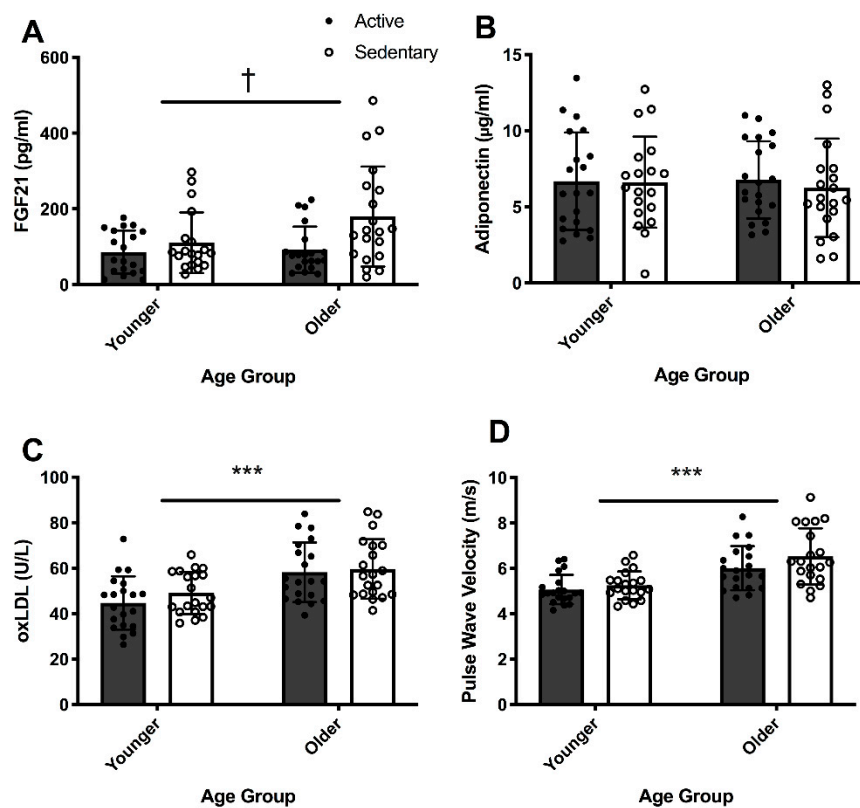 A
Active
Sedentary
FGF21 (pg/ml)
600
400
200
0
†
Younger
Older
Age Group
B
Adiponectin (µg/ml)
15
10
5
0
Younger
Older
Age Group
C
oxLDL (U/L)
100
80
60
40
20
0
***
Younger
Older
Age Group
D
Pulse Wave Velocity (m/s)
10
8
6
4
2
0
***
Younger
Older
Age Group